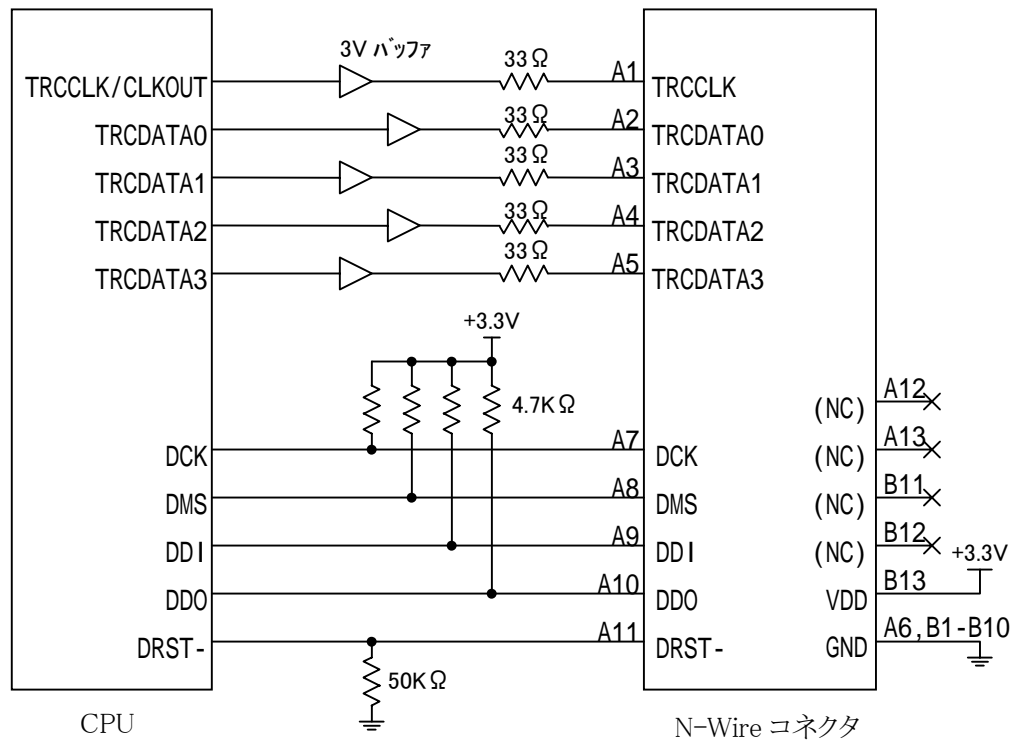 3V ﾊﾞｯﾌｧ
TRCCLK/CLKOUT
33Ω
A1
TRCCLK
TRCDATA0
33Ω
A2
TRCDATA0
TRCDATA1
33Ω
A3
TRCDATA1
TRCDATA2
33Ω
A4
TRCDATA2
TRCDATA3
33Ω
A5
TRCDATA3
+3.3V
4.7KΩ
(NC)
A12
DCK
A7
DCK
(NC)
A13
DMS
A8
DMS
(NC)
B11
DDI
A9
DDI
(NC)
B12
+3.3V
DDO
A10
DDO
VDD
B13
DRST-
A11
DRST-
GND
A6,B1-B10
50KΩ
CPU
N-Wire コネクタ